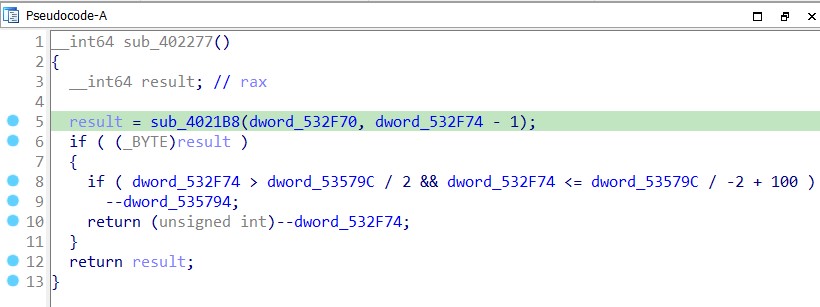 Pseudocode-A
1 __int64 sub_402277()
2 {
3   __int64 result; // rax
4
5   result = sub_4021B8(dword_532F70, dword_532F74 - 1);
6   if ( (_BYTE)result )
7   {
8     if ( dword_532F74 > dword_53579C / 2 && dword_532F74 <= dword_53579C / -2 + 100 )
9       --dword_535794;
10     return (unsigned int)--dword_532F74;
11   }
12   return result;
13 }